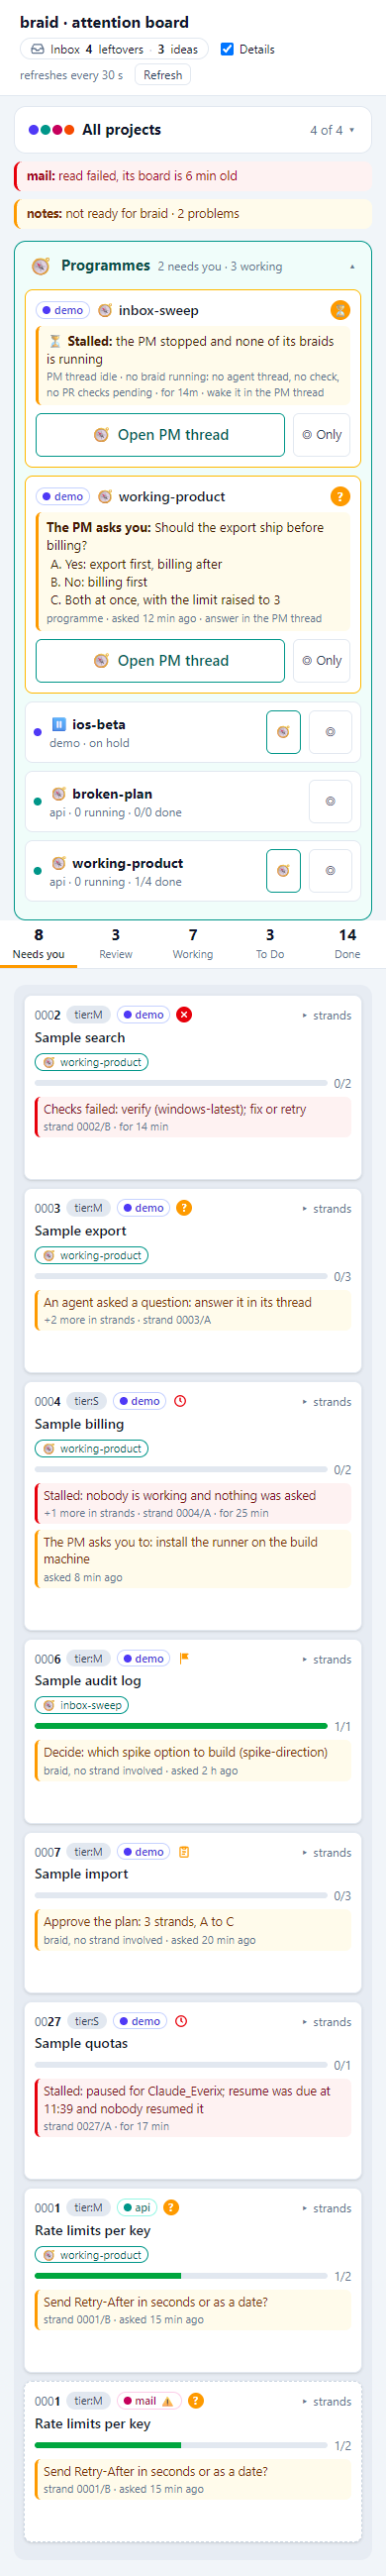 braid · attention board
Inbox 4 leftovers · 3 ideas
Details
refreshes every 30 s
Refresh
All projects
4 of 4
mail: read failed, its board is 6 min old
notes: not ready for braid · 2 problems
Programmes 2 needs you · 3 working
demo inbox-sweep
Stalled: the PM stopped and none of its braids
is running
PM thread idle · no braid running: no agent thread, no check,
no PR checks pending · for 14m · wake it in the PM thread
Open PM thread
Only
demo working-product
?
The PM asks you: Should the export ship before
billing?
A. Yes: export first, billing after
B. No: billing first
C. Both at once, with the limit raised to 3
programme · asked 12 min ago · answer in the PM thread
Open PM thread
Only
ios-beta
demo · on hold
broken-plan
api · 0 running · 0/0 done
working-product
api · 0 running · 1/4 done
8 3 7 3 14
Needs you Review Working To Do Done
0002 tier:M demo strands
Sample search
working-product
0/2
Checks failed: verify (windows-latest); fix or retry
strand 0002/B · for 14 min
0003 tier:M demo ? strands
Sample export
working-product
0/3
An agent asked a question: answer it in its thread
+2 more in strands · strand 0003/A
0004 tier:S demo strands
Sample billing
working-product
0/2
Stalled: nobody is working and nothing was asked
+1 more in strands · strand 0004/A · for 25 min
The PM asks you to: install the runner on the build
machine
asked 8 min ago
0006 tier:M demo strands
Sample audit log
inbox-sweep
1/1
Decide: which spike option to build (spike-direction)
braid, no strand involved · asked 2 h ago
0007 tier:M demo strands
Sample import
0/3
Approve the plan: 3 strands, A to C
braid, no strand involved · asked 20 min ago
0027 tier:S demo strands
Sample quotas
0/1
Stalled: paused for Claude_Everix; resume was due at
11:39 and nobody resumed it
strand 0027/A · for 17 min
0001 tier:M api ? strands
Rate limits per key
working-product
1/2
Send Retry-After in seconds or as a date?
strand 0001/B · asked 15 min ago
0001 tier:M mail ? strands
Rate limits per key
1/2
Send Retry-After in seconds or as a date?
strand 0001/B · asked 15 min ago